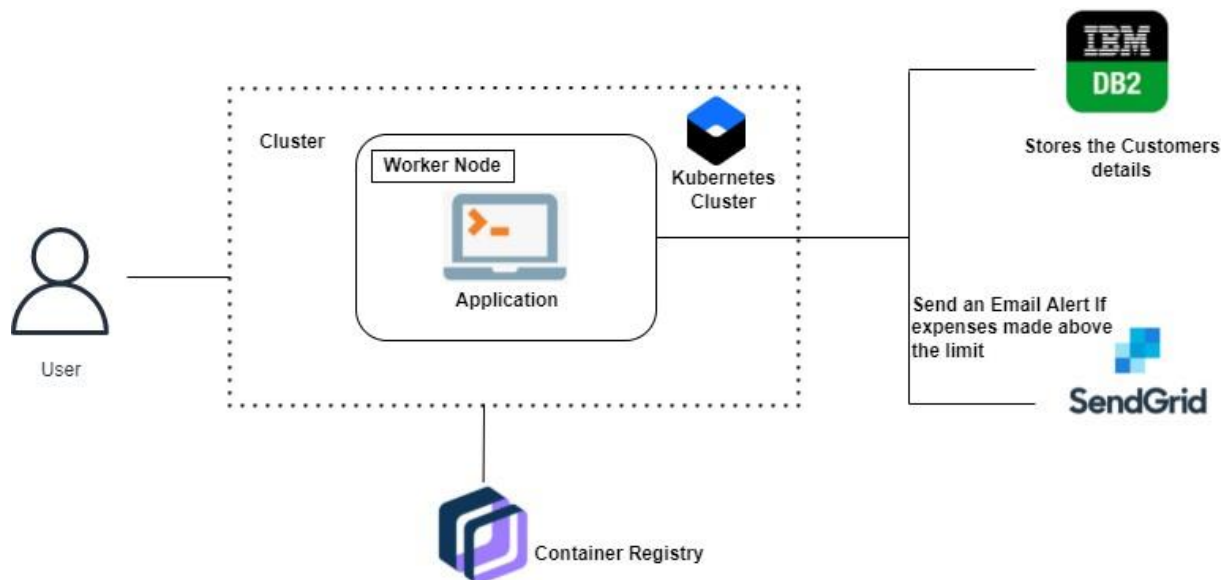 IBM
DB2
Stores the Customers
details
Cluster
Worker Node
Kubernetes
Cluster
Application
User
Send an Email Alert If
expenses made above
the limit
SendGrid
Container Registry